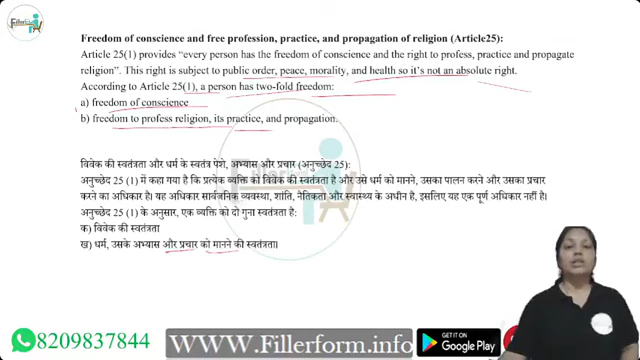 Fillerform
Freedom of conscience and free profession, practice, and propagation of religion (Article25):
Article 25(1) provides “every person has the freedom of conscience and the right to profess, practice and propagate
religion”. This right is subject to public order, peace, morality, and health so it's not an absolute right.
According to Article 25(1), a person has two-fold freedom:
a) freedom of conscience
b) freedom to profess religion, its practice, and propagation.
विवेक की स्वतंत्रता और धर्म के स्वतंत्र पेशे, अभ्यास और प्रचार (अनुच्छेद 25):
अनुच्छेद 25 (1) में कहा गया है कि प्रत्येक व्यक्ति को विवेक की स्वतंत्रता है और उसे धर्म को मानने, उसका पालन करने और उसका प्रचार
करने का अधिकार है। यह अधिकार सार्वजनिक व्यवस्था, शांति, नैतिकता और स्वास्थ्य के अधीन है, इसलिए यह एक पूर्ण अधिकार नहीं है।
अनुच्छेद 25 (1) के अनुसार, एक व्यक्ति को दो गुना स्वतंत्रता है:
क) विवेक की स्वतंत्रता
ख) धर्म, उसके अभ्यास और प्रचार को मानने की स्वतंत्रता।
8209837844
www.Fillerform.info
GET IT ON
Google Play